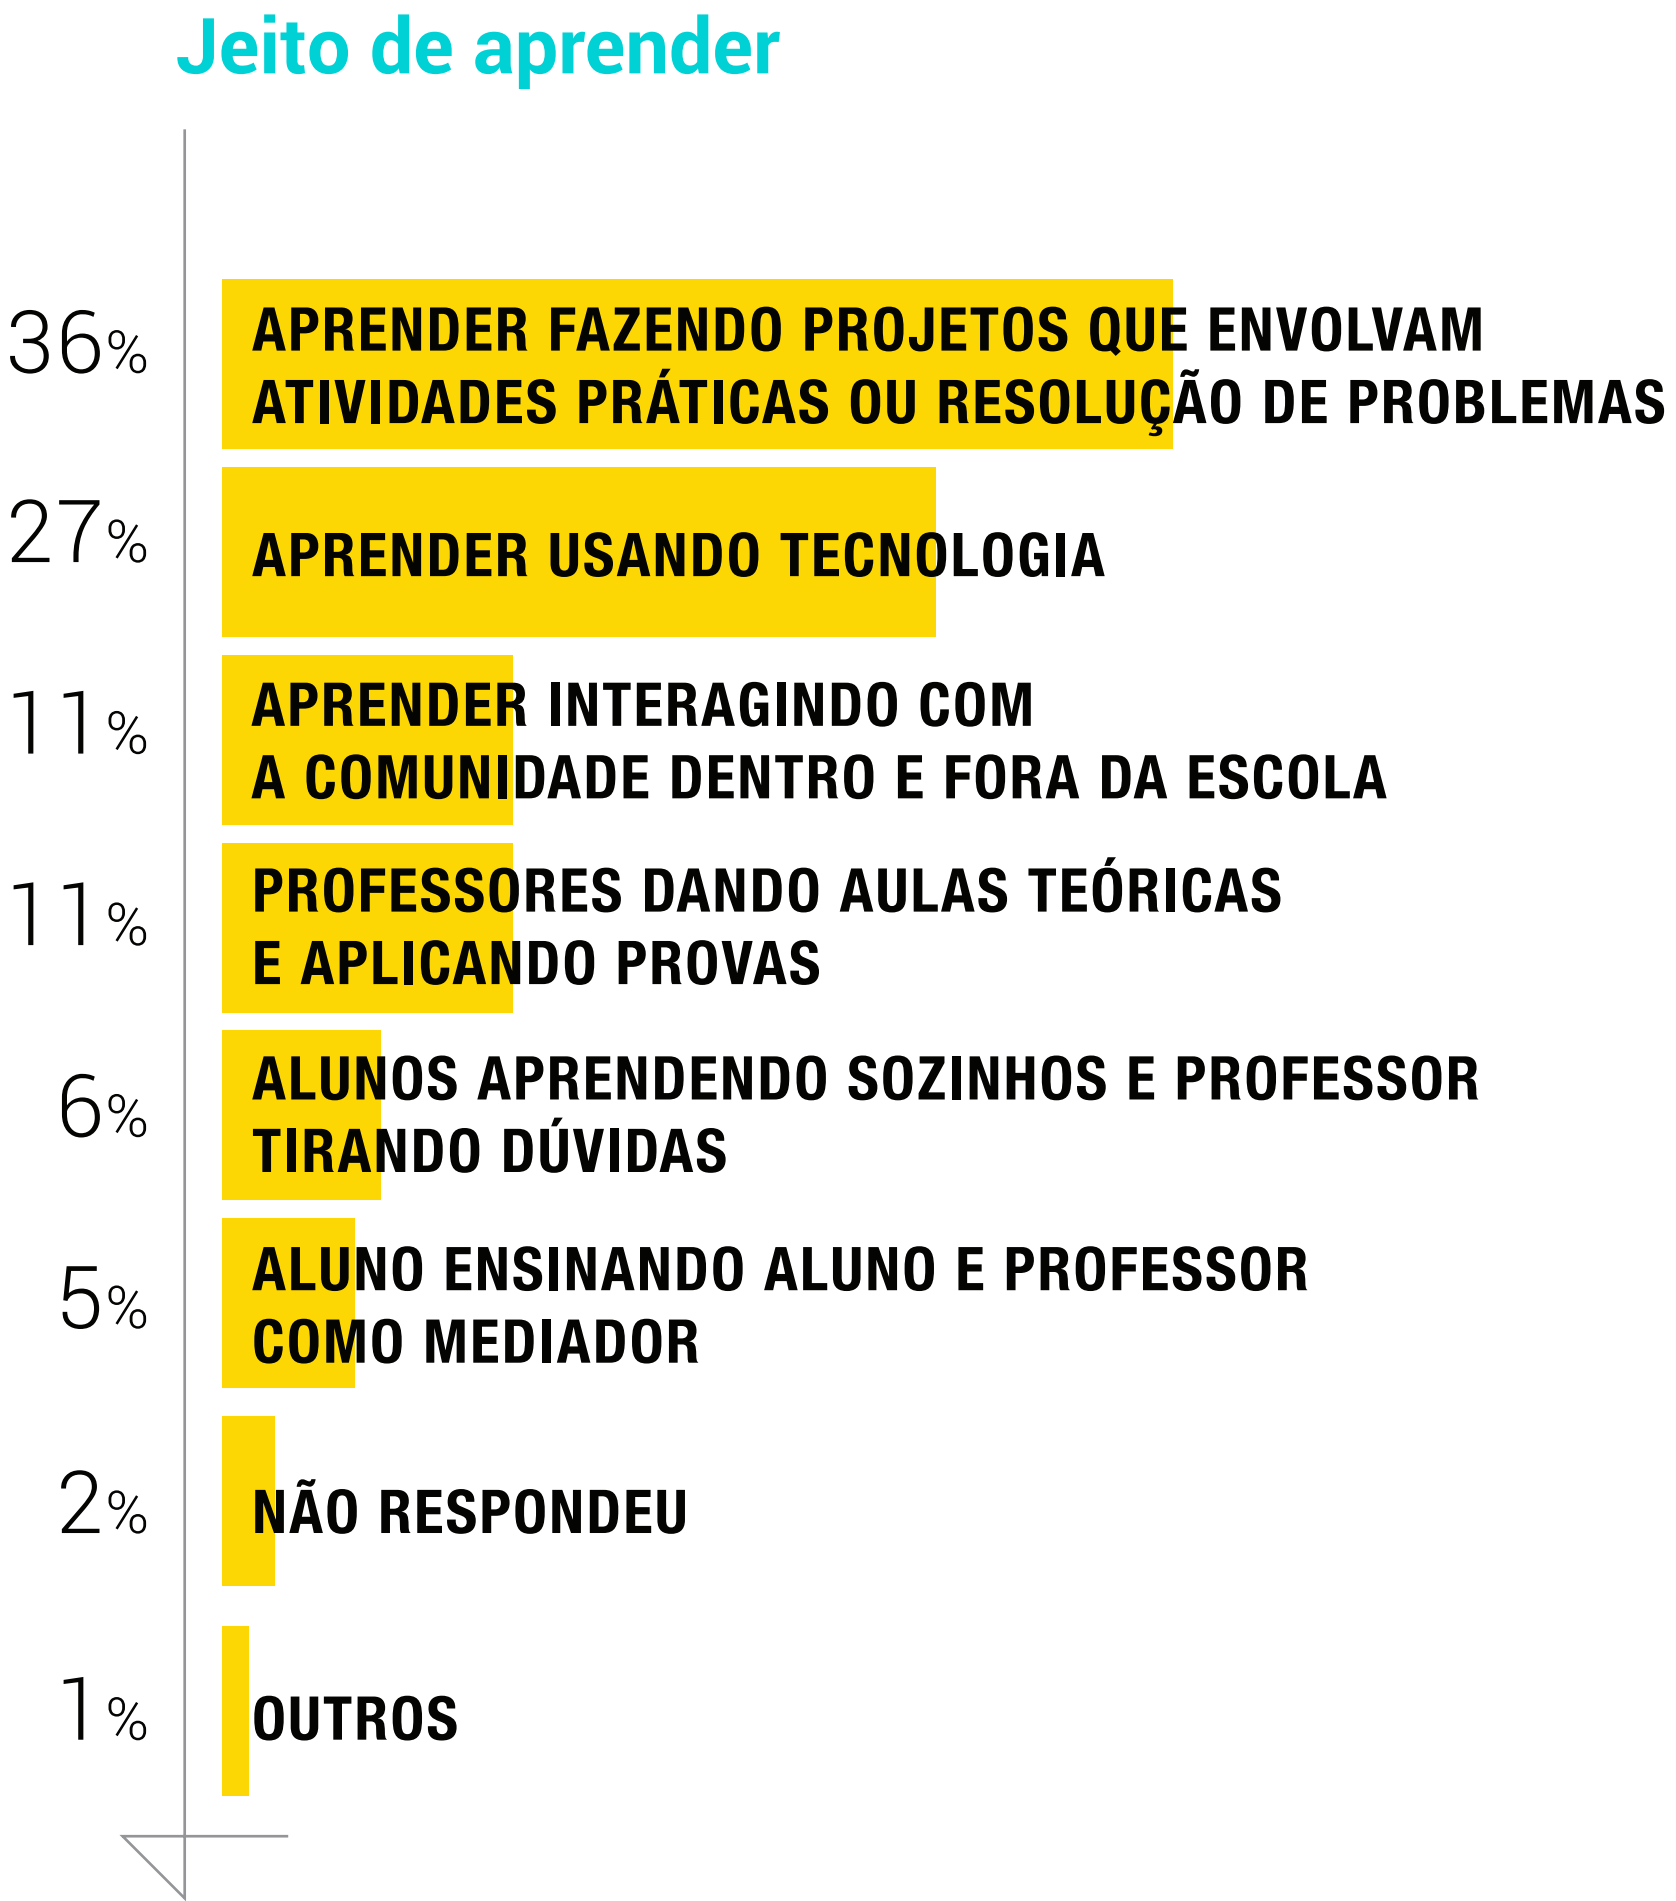 Jeito de aprender
36%
APRENDER FAZENDO PROJETOS QUE ENVOLVAM
ATIVIDADES PRÁTICAS OU RESOLUÇÃO DE PROBLEMAS
27%
APRENDER USANDO TECNOLOGIA
11%
APRENDER INTERAGINDO COM
A COMUNIDADE DENTRO E FORA DA ESCOLA
11%
PROFESSORES DANDO AULAS TEÓRICAS
E APLICANDO PROVAS
6%
ALUNOS APRENDENDO SOZINHOS E PROFESSOR
TIRANDO DÚVIDAS
5%
ALUNO ENSINANDO ALUNO E PROFESSOR
COMO MEDIADOR
2%
NÃO RESPONDEU
1%
OUTROS